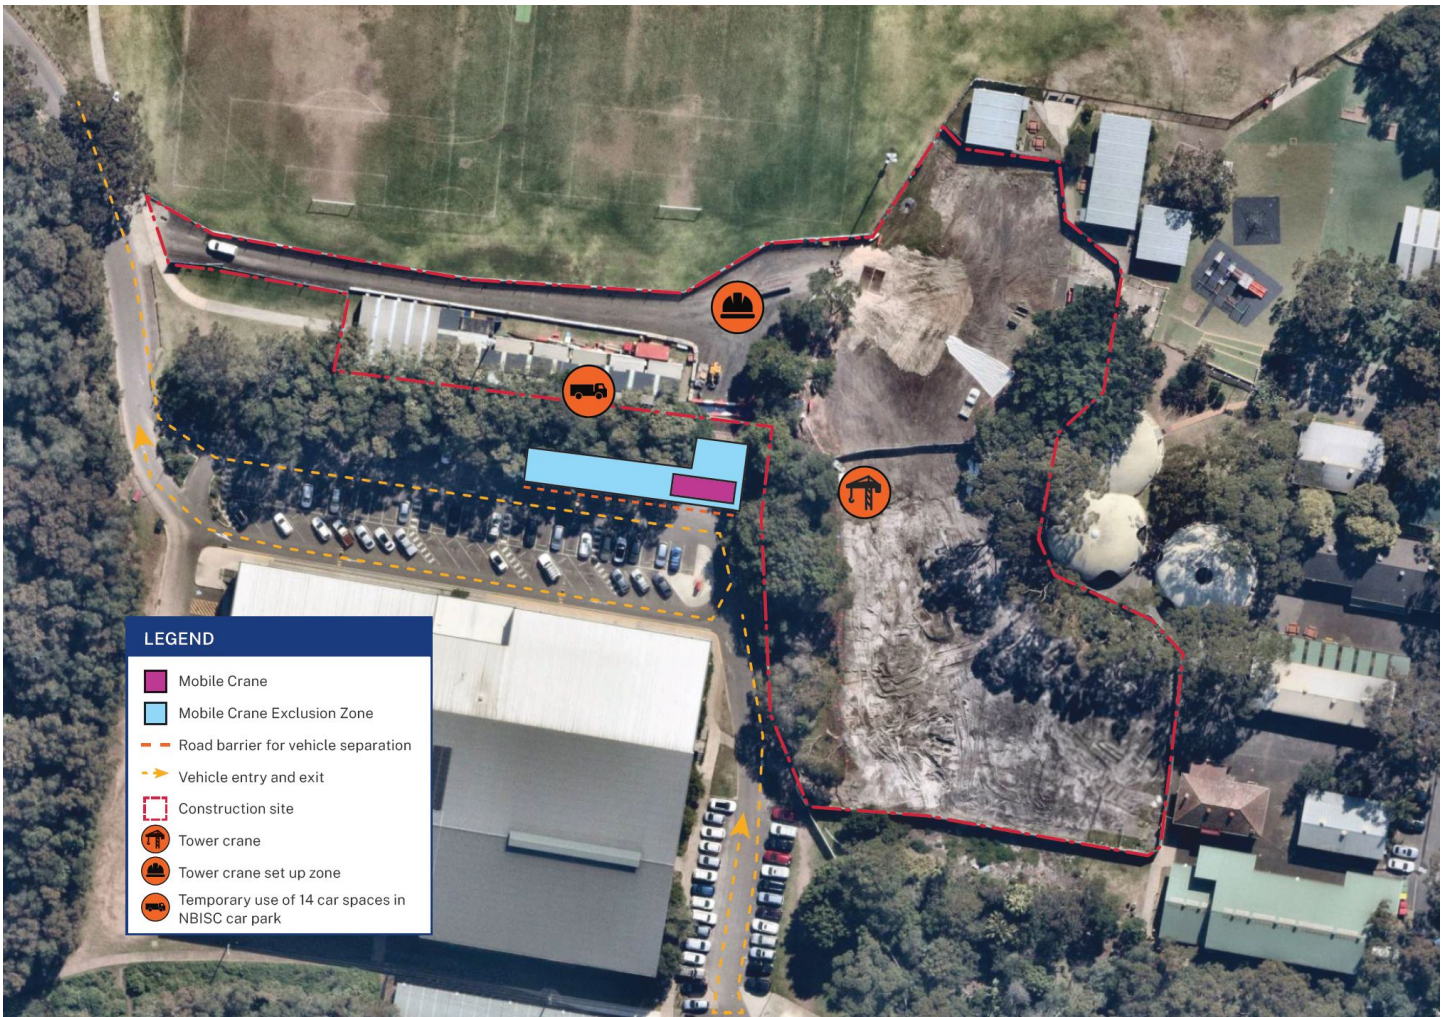 LEGEND
Mobile Crane
Mobile Crane Exclusion Zone
Road barrier for vehicle separation
Vehicle entry and exit
Construction site
Tower crane
Tower crane set up zone
Temporary use of 14 car spaces in
NBISC car park